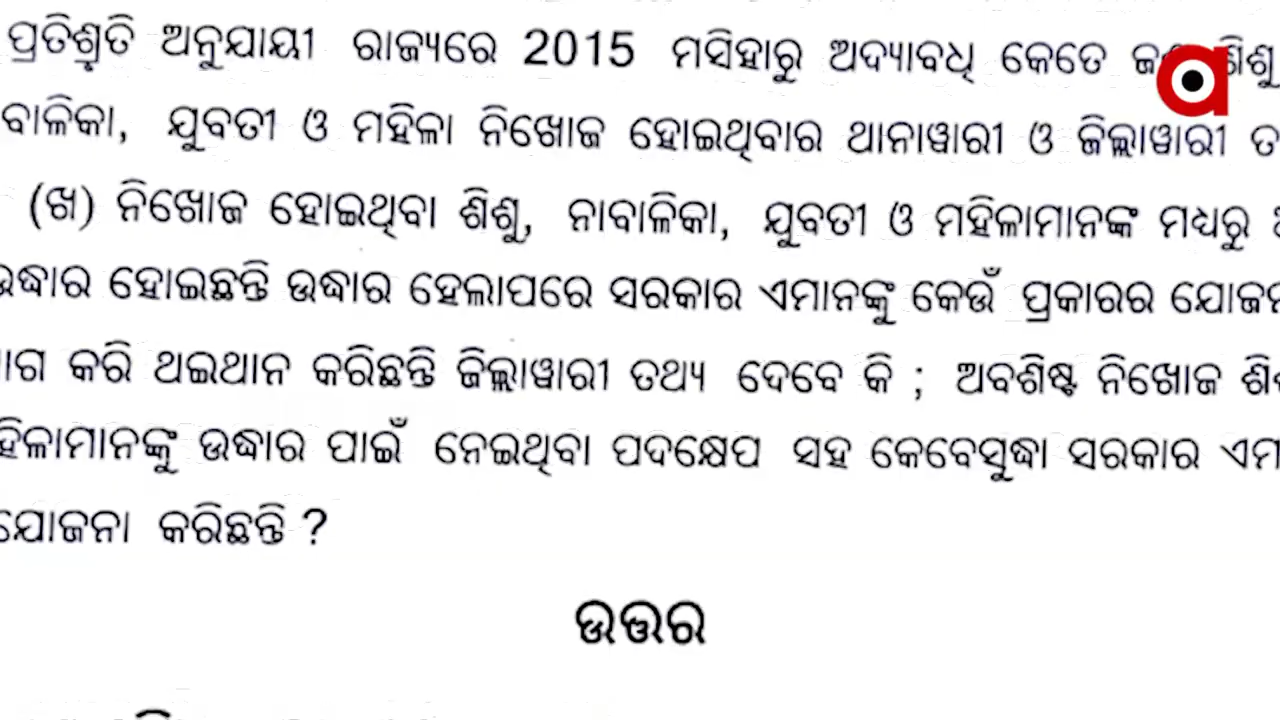 ପ୍ରତିଶ୍ରୁତି ଅନୁଯାୟୀ ରାଜ୍ୟରେ 2015 ମସିହାରୁ ଅଦ୍ୟାବଧି କେତେ ଶିଶୁ
ବାଳିକା, ଯୁବତୀ ଓ ମହିଳା ନିଖୋଜ ହୋଇଥିବାର ଥାନାୱାରୀ ଓ ଜିଲ୍ଲାୱାରୀ
(ଖ) ନିଖୋଜ ହୋଇଥିବା ଶିଶୁ, ନାବାଳିକା, ଯୁବତୀ ଓ ମହିଳାମାନଙ୍କ ମଧ୍ୟରୁ
ଉଦ୍ଧାର ହୋଇଛନ୍ତି ଉଦ୍ଧାର ହେଲାପରେ ସରକାର ଏମାନଙ୍କୁ କେଉଁ ପ୍ରକାରର
କରି ଥଇଥାନ କରିଛନ୍ତି ଜିଲ୍ଲାୱାରୀ ତଥ୍ୟ ଦେବେ କି ; ଅବଶିଷ୍ଟ ନିଖୋଜ
ହିଳାମାନଙ୍କୁ ଉଦ୍ଧାର ପାଇଁ ନେଇଥିବା ପଦକ୍ଷେପ ସହ କେବେସୁଦ୍ଧା ସରକାର
ଯୋଜନା କରିଛନ୍ତି ?
ଉତ୍ତର